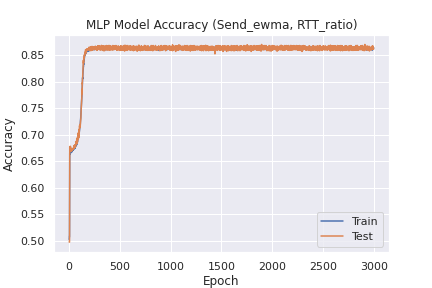 MLP Model Accuracy (Send_ewma, RTT_ratio)
Accuracy
0.85
0.80
0.75
0.70
0.65
0.60
0.55
0.50
Train
Test
0 500 1000 1500 2000 2500 3000
Epoch